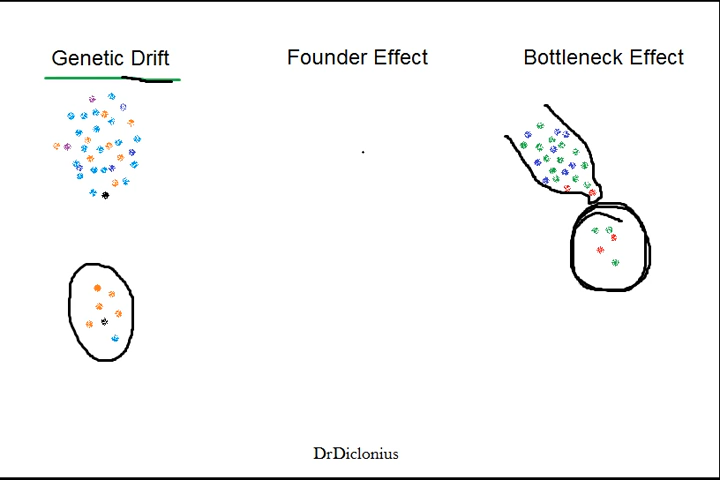 Genetic Drift
Founder Effect
Bottleneck Effect
DrDiclonius